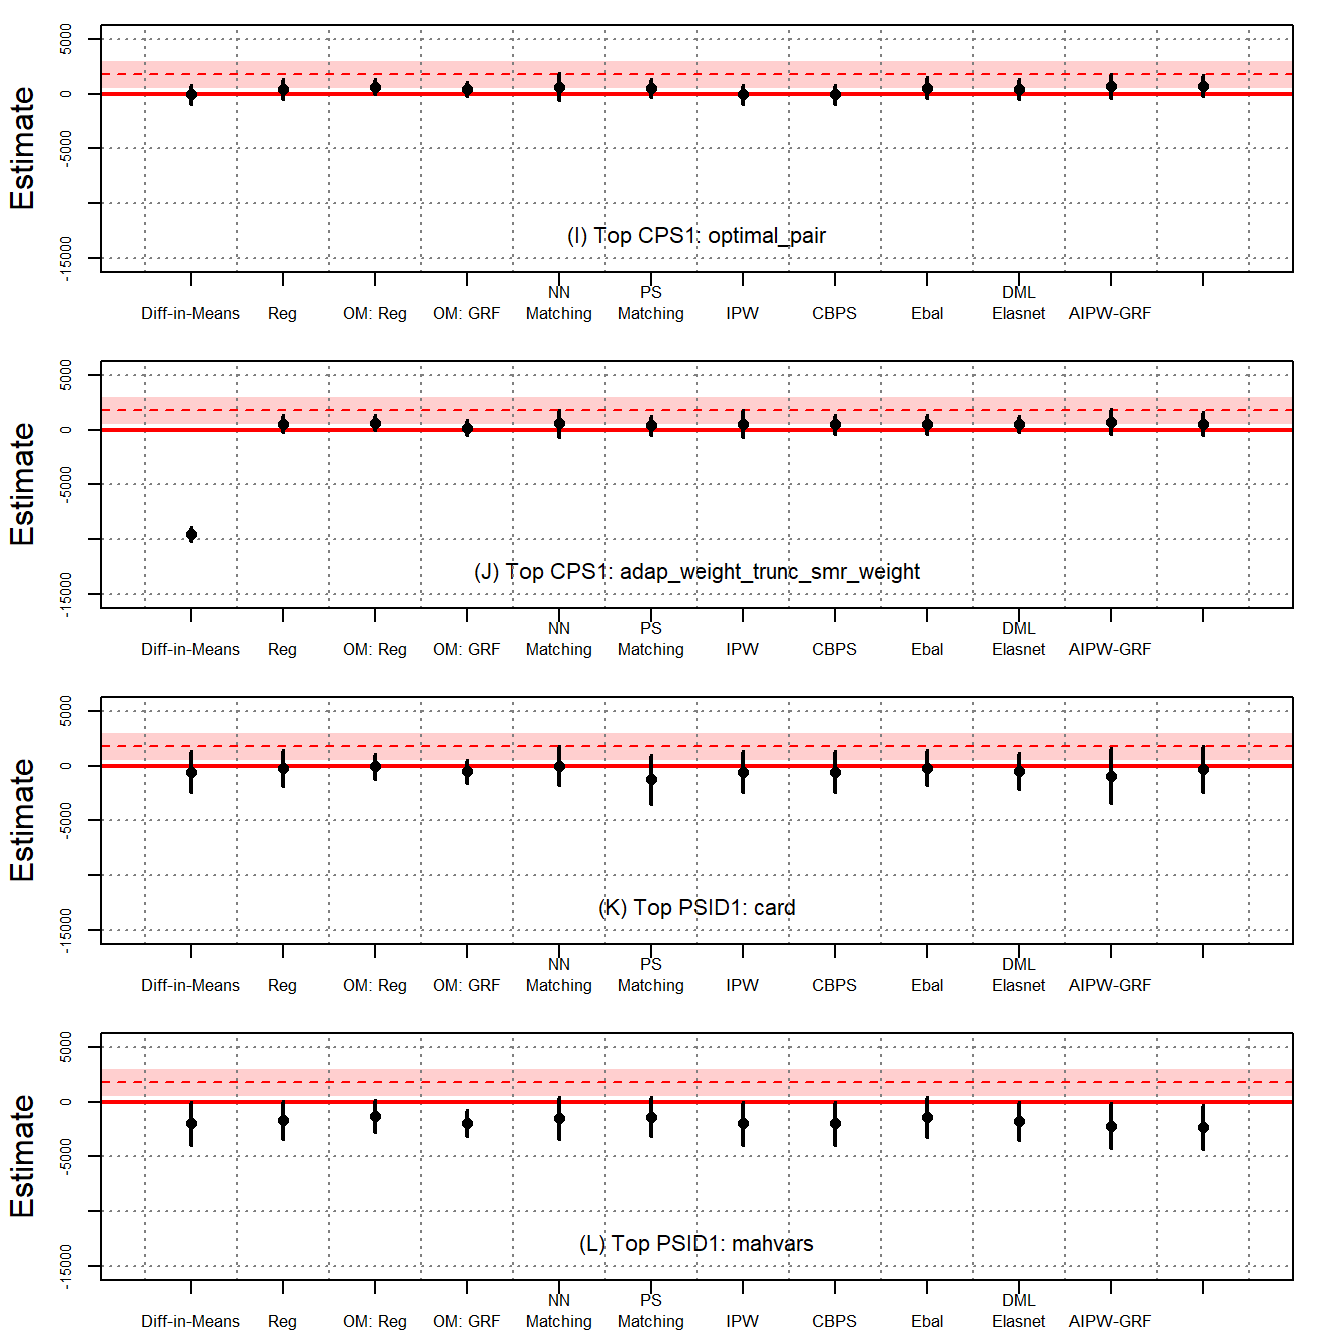 Estimate
5000
0
-5000
-15000
(I) Top CPS1: optimal_pair
Diff-in-Means Reg OM: Reg OM: GRF NN Matching PS Matching IPW CBPS Ebal DML Elasnet AIPW-GRF
Estimate
5000
0
-5000
-15000
(J) Top CPS1: adap_weight_trunc_smr_weight
Diff-in-Means Reg OM: Reg OM: GRF NN Matching PS Matching IPW CBPS Ebal DML Elasnet AIPW-GRF
Estimate
5000
0
-5000
-15000
(K) Top PSID1: card
Diff-in-Means Reg OM: Reg OM: GRF NN Matching PS Matching IPW CBPS Ebal DML Elasnet AIPW-GRF
Estimate
5000
0
-5000
-15000
(L) Top PSID1: mahvars
Diff-in-Means Reg OM: Reg OM: GRF NN Matching PS Matching IPW CBPS Ebal DML Elasnet AIPW-GRF